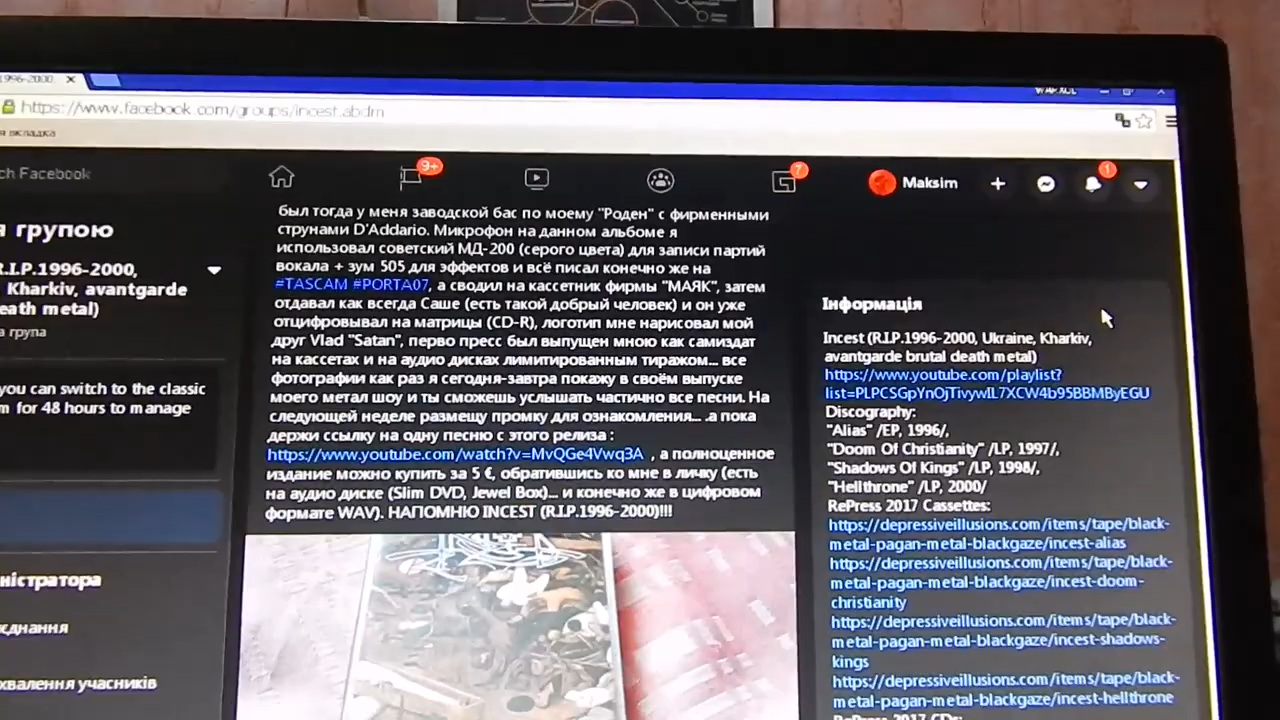 1996-2000
WAP.XCL
https://www.facebook.com/groups/incest.abdm
я вкладка
ch Facebook
9+
7
Maksim
1
я групою
R.I.P.1996-2000,
Kharkiv, avantgarde
eath metal)
а група
you can switch to the classic
m for 48 hours to manage
ністратора
єднання
хвалення учасників
был тогда у меня заводской бас по моему "Роден" с фирменными
струнами D'Addario. Микрофон на данном альбоме я
использовал советский МД-200 (серого цвета) для записи партий
вокала + зум 505 для эффектов и всё писал конечно же на
#TASCAM #PORTA07, а сводил на кассетник фирмы "МАЯК", затем
отдавал как всегда Саше (есть такой добрый человек) и он уже
отцифровывал на матрицы (CD-R), логотип мне нарисовал мой
друг Vlad "Satan", перво пресс был выпущен мною как самиздат
на кассетах и на аудио дисках лимитированным тиражом... все
фотографии как раз я сегодня-завтра покажу в своём выпуске
моего метал шоу и ты сможешь услышать частично все песни. На
следующей неделе размещу промку для ознакомления... .а пока
держи ссылку на одну песню с этого релиза :
https://www.youtube.com/watch?v=MvQGe4Vwq3A , а полноценное
издание можно купить за 5 €, обратившись ко мне в личку (есть
на аудио диске (Slim DVD, Jewel Box)... и конечно же в цифровом
формате WAV). НАПОМНЮ INCEST (R.I.P.1996-2000)!!!
Інформація
Incest (R.I.P.1996-2000, Ukraine, Kharkiv,
avantgarde brutal death metal)
https://www.youtube.com/playlist?
list=PLPCSGpYnOjTivywIL7XCW4b95BBMByEGU
Discography:
"Alias" /EP, 1996/,
"Doom Of Christianity" /LP, 1997/,
"Shadows Of Kings" /LP, 1998/,
"Hellthrone" /LP, 2000/
RePress 2017 Cassettes:
https://depressiveillusions.com/items/tape/black-
metal-pagan-metal-blackgaze/incest-alias
https://depressiveillusions.com/items/tape/black-
metal-pagan-metal-blackgaze/incest-doom-
christianity
https://depressiveillusions.com/items/tape/black-
metal-pagan-metal-blackgaze/incest-shadows-
kings
https://depressiveillusions.com/items/tape/black-
metal-pagan-metal-blackgaze/incest-hellthrone
RePress 2017 CDs: